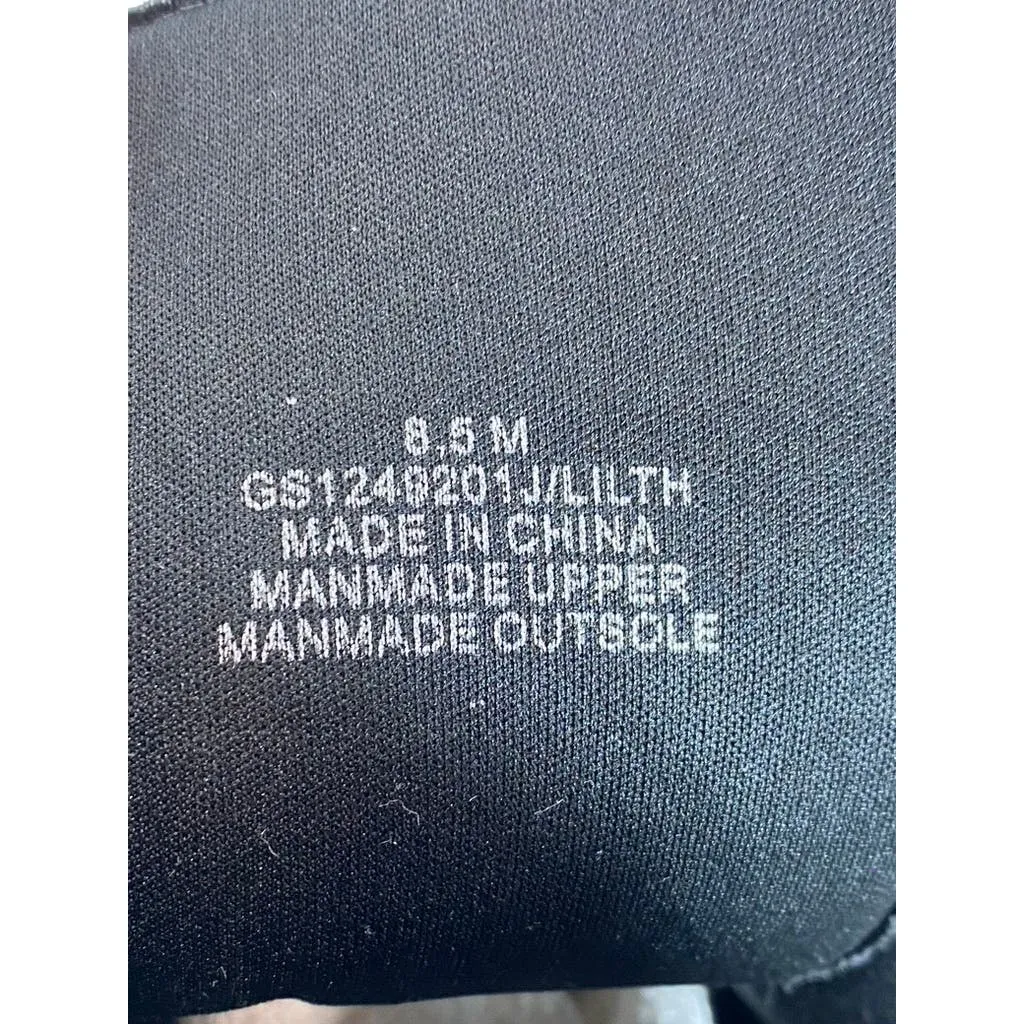 8.5 M
GS1249201J/LILTH
MADE IN CHINA
MANMADE UPPER
MANMADE OUTSOLE